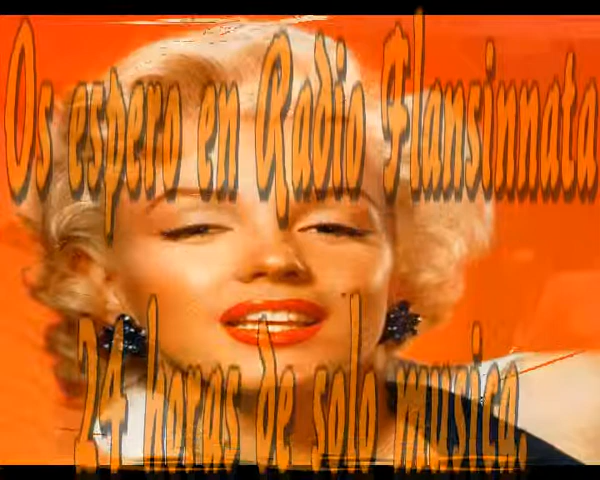 Os espero en Radio Flansinnata
24 horas de solo musica.